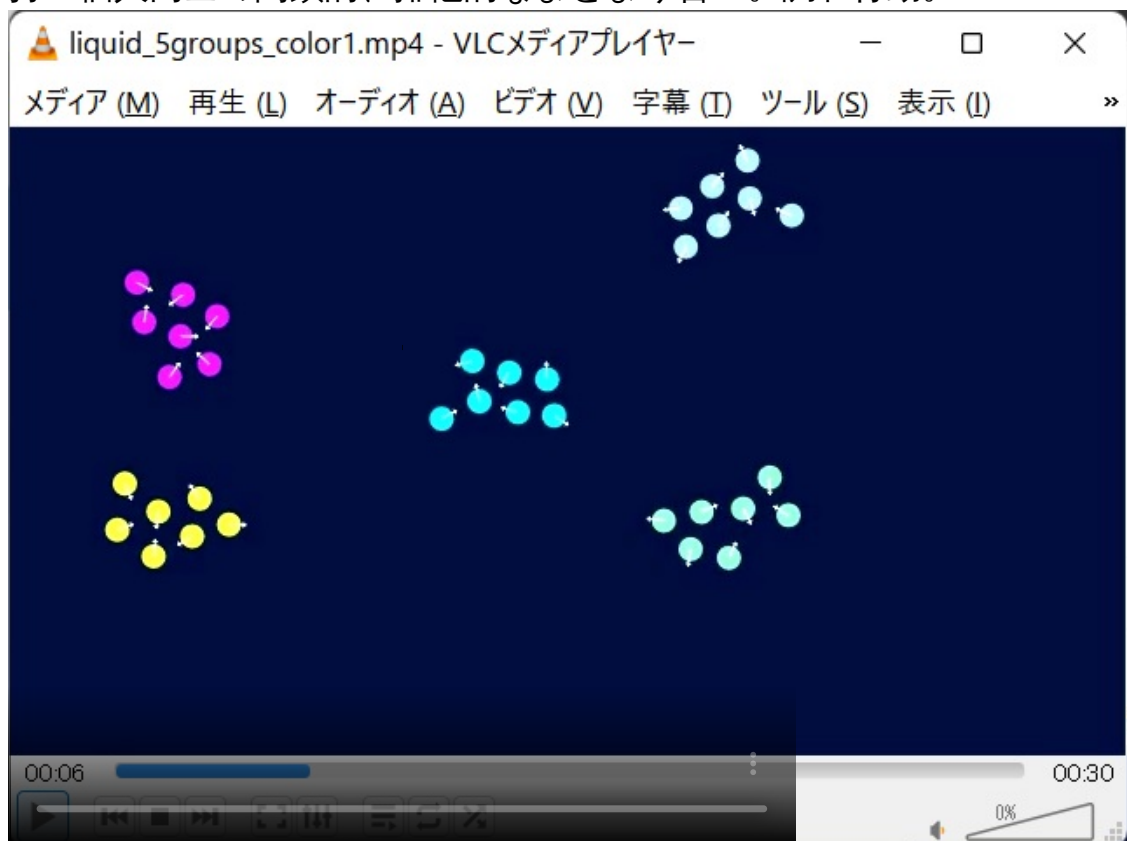 liquid_5groups_color1.mp4 - VLCメディアプレイヤー
メディア (M) 再生 (L) オーディオ (A) ビデオ (V) 字幕 (T) ツール (S) 表示 (I) »
00:06 00:30
0%